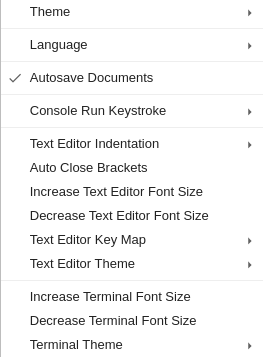 Theme
Language
Autosave Documents
Console Run Keystroke
Text Editor Indentation
Auto Close Brackets
Increase Text Editor Font Size
Decrease Text Editor Font Size
Text Editor Key Map
Text Editor Theme
Increase Terminal Font Size
Decrease Terminal Font Size
Terminal Theme